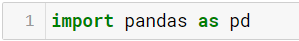 1 import pandas as pd